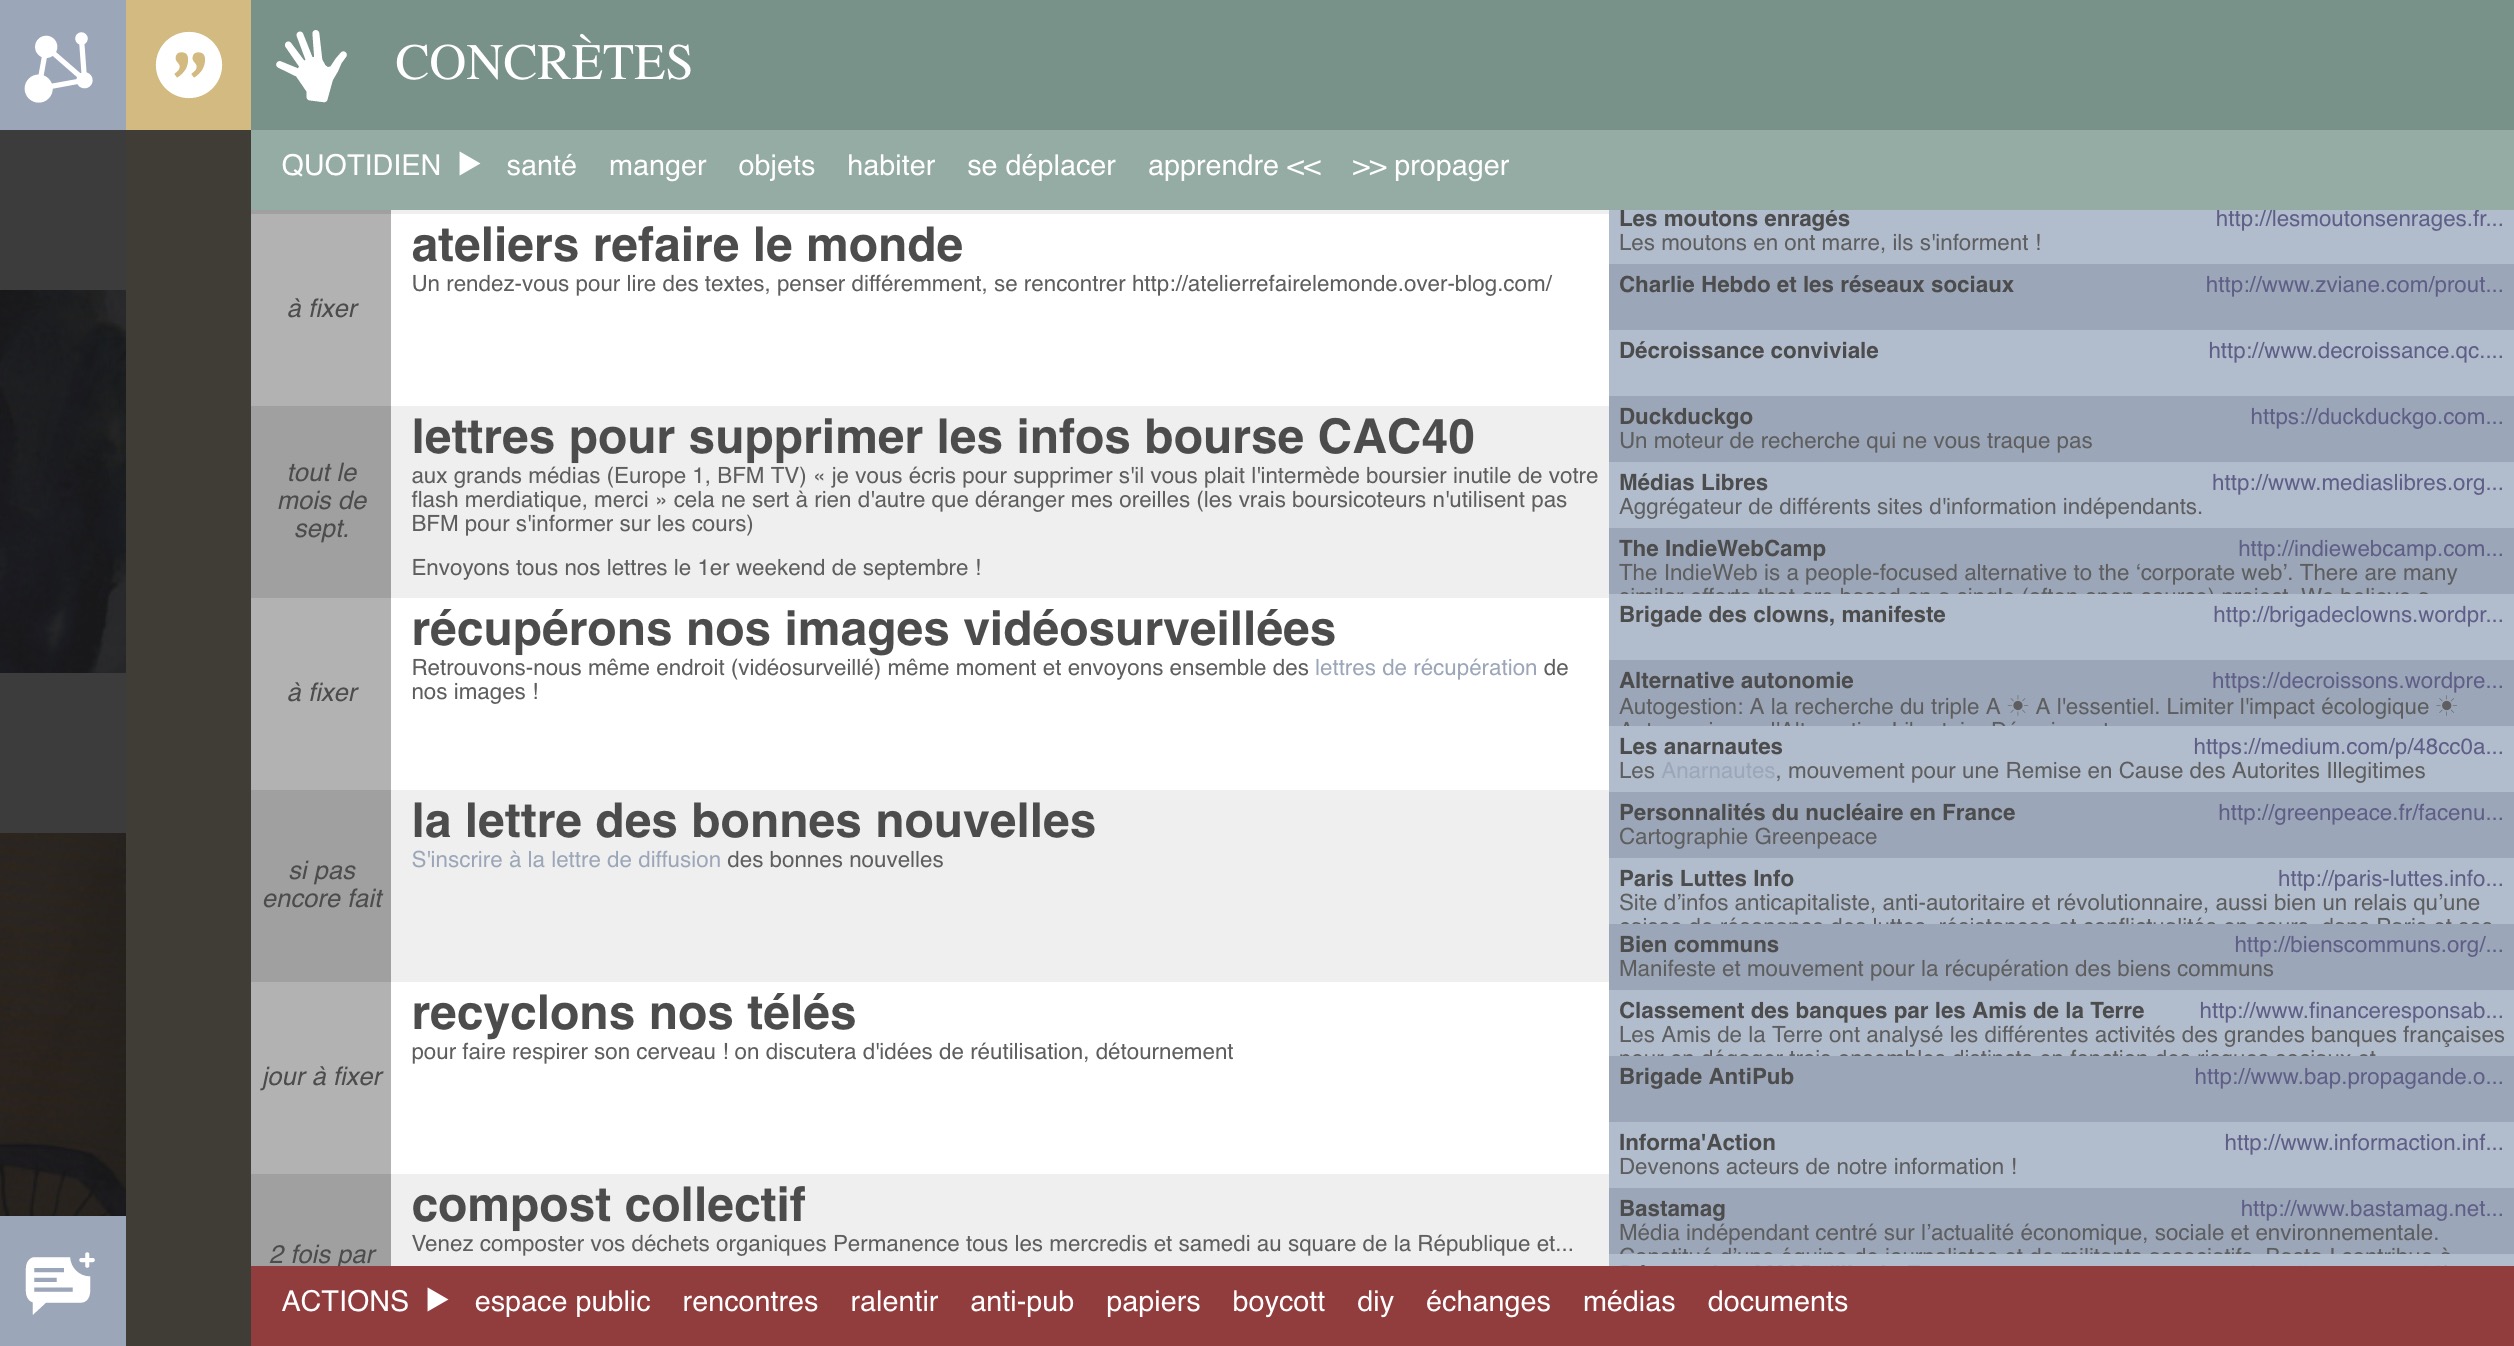 CONCRÈTES
QUOTIDIEN ▶ santé manger objets habiter se déplacer apprendre << >> propager
à fixer
ateliers refaire le monde
Un rendez-vous pour lire des textes, penser différemment, se rencontrer http://atelierrefairelemonde.over-blog.com/
tout le
mois de
sept.
lettres pour supprimer les infos bourse CAC40
aux grands médias (Europe 1, BFM TV) « je vous écris pour supprimer s'il vous plait l'intermède boursier inutile de votre
flash merdiatique, merci » cela ne sert à rien d'autre que déranger mes oreilles (les vrais boursicoteurs n'utilisent pas
BFM pour s'informer sur les cours)
Envoyons tous nos lettres le 1er weekend de septembre !
à fixer
récupérons nos images vidéosurveillées
Retrouvons-nous même endroit (vidéosurveillé) même moment et envoyons ensemble des lettres de récupération de
nos images !
si pas
encore fait
la lettre des bonnes nouvelles
S'inscrire à la lettre de diffusion des bonnes nouvelles
jour à fixer
recyclons nos télés
pour faire respirer son cerveau ! on discutera d'idées de réutilisation, détournement
2 fois par
compost collectif
Venez composter vos déchets organiques Permanence tous les mercredis et samedi au square de la République et...
Les moutons enragés http://lesmoutonsenrages.fr...
Les moutons en ont marre, ils s'informent !
Charlie Hebdo et les réseaux sociaux http://www.zviane.com/prout...
Décroissance conviviale http://www.decroissance.qc....
Duckduckgo https://duckduckgo.com...
Un moteur de recherche qui ne vous traque pas
Médias Libres http://www.mediaslibres.org...
Aggrégateur de différents sites d'information indépendants.
The IndieWebCamp http://indiewebcamp.com...
The IndieWeb is a people-focused alternative to the ‘corporate web’. There are many
Brigade des clowns, manifeste http://brigadeclowns.wordpr...
Alternative autonomie https://decroissons.wordpre...
Autogestion: A la recherche du triple A ☀ A l'essentiel. Limiter l'impact écologique ☀
Les anarnautes https://medium.com/p/48cc0a...
Les Anarnautes, mouvement pour une Remise en Cause des Autorites Illegitimes
Personnalités du nucléaire en France http://greenpeace.fr/facenu...
Cartographie Greenpeace
Paris Luttes Info http://paris-luttes.info...
Site d’infos anticapitaliste, anti-autoritaire et révolutionnaire, aussi bien un relais qu’une
Bien communs http://bienscommuns.org/...
Manifeste et mouvement pour la récupération des biens communs
Classement des banques par les Amis de la Terre http://www.financeresponsab...
Les Amis de la Terre ont analysé les différentes activités des grandes banques françaises
Brigade AntiPub http://www.bap.propagande.o...
Informa'Action http://www.informaction.inf...
Devenons acteurs de notre information !
Bastamag http://www.bastamag.net...
Média indépendant centré sur l’actualité économique, sociale et environnementale.
ACTIONS ▶ espace public rencontres ralentir anti-pub papiers boycott diy échanges médias documents